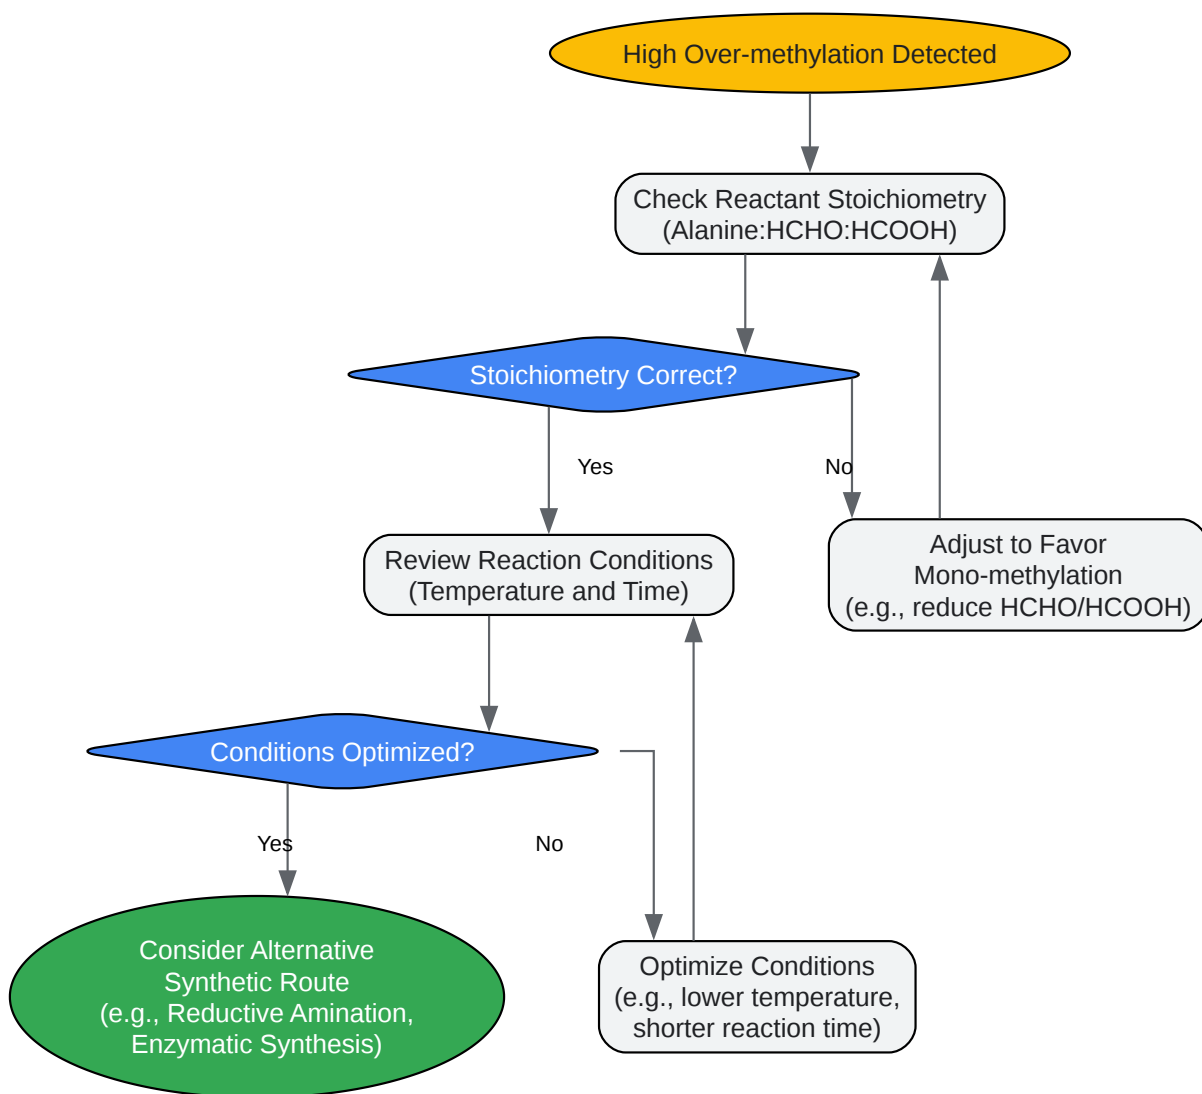 High Over-methylation Detected
Check Reactant Stoichiometry
(Alanine:HCHO:HCOOH)
Stoichiometry Correct?
Yes
No
Review Reaction Conditions
(Temperature and Time)
Adjust to Favor
Mono-methylation
(e.g., reduce HCHO/HCOOH)
Conditions Optimized?
Yes
No
Consider Alternative
Synthetic Route
(e.g., Reductive Amination,
Enzymatic Synthesis)
Optimize Conditions
(e.g., lower temperature,
shorter reaction time)